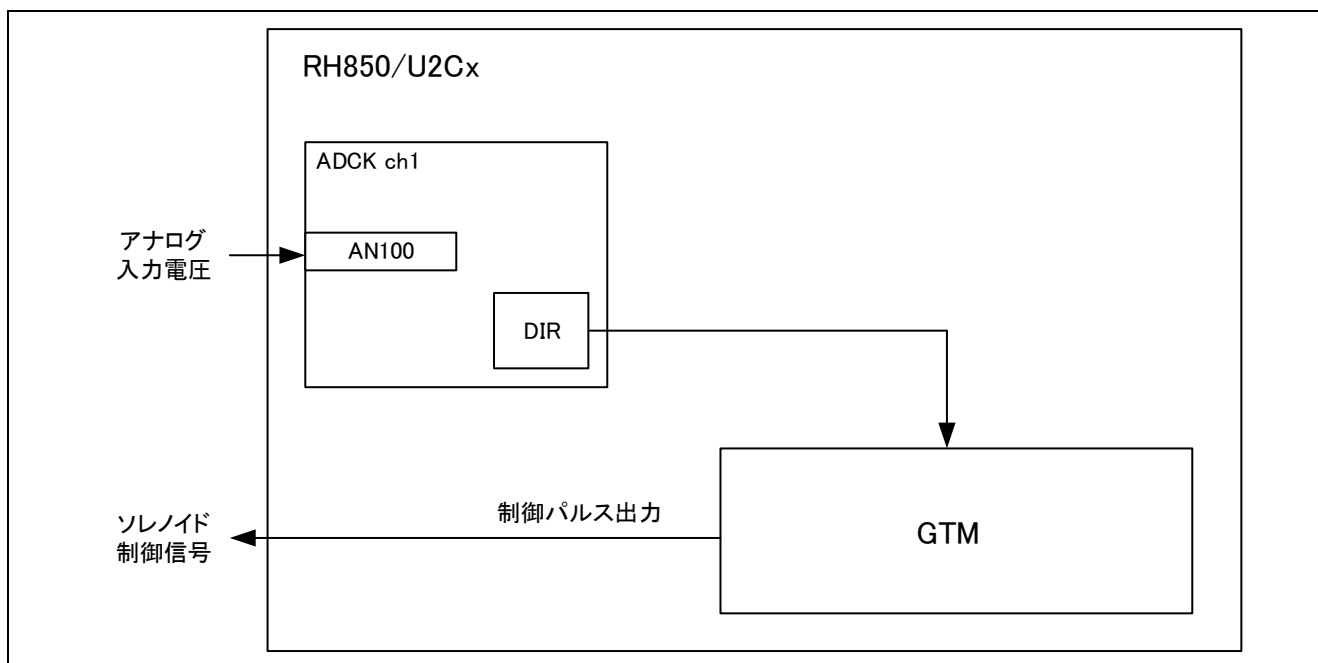 RH850/U2Cx
ADCK ch1
アナログ
入力電圧
AN100
DIR
制御パルス出力
ソレノイド
制御信号
GTM